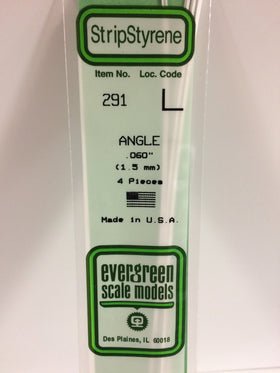 StripStyrene
Item No. Loc. Code
291 L
ANGLE
.060"
(1.5 mm)
4 Pieces
Made in U.S.A.
evergreen
scale models
Des Plaines, IL 60018